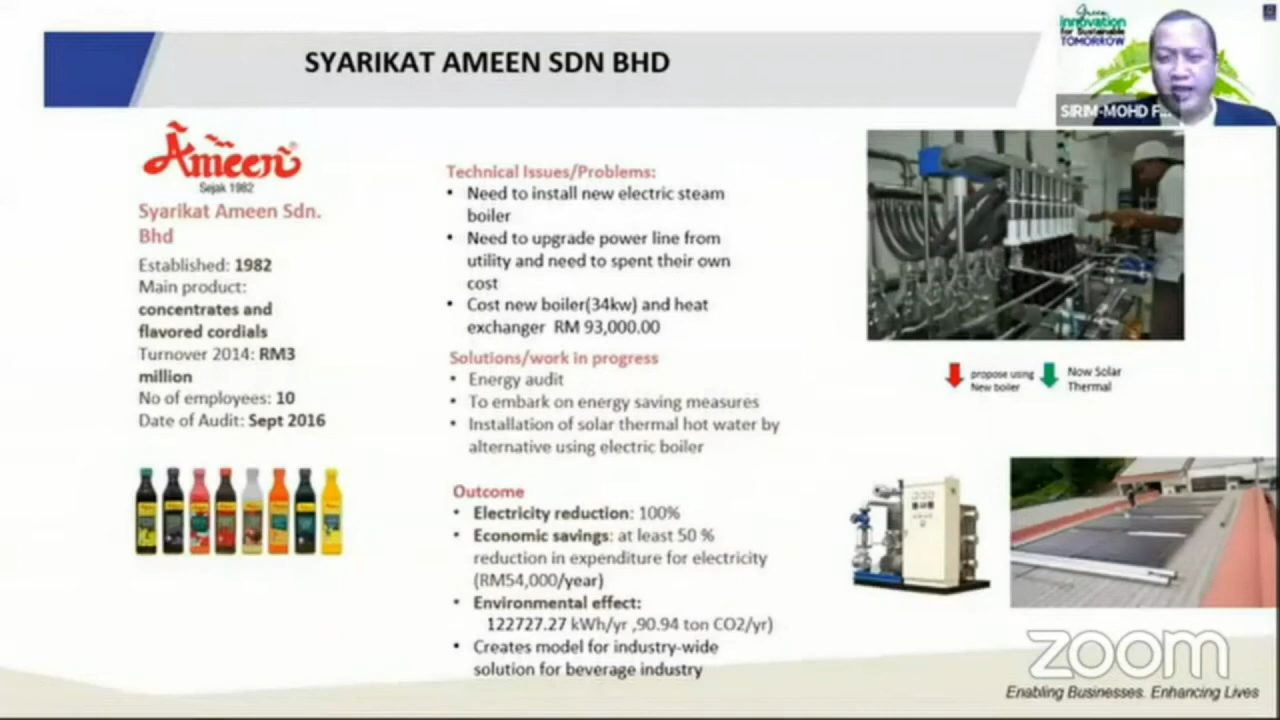 SYARIKAT AMEEN SDN BHD
Green
innovation
for Sustainable
TOMORROW
SIRIM-MOHD F...
Ameen
Sejak 1982
Syarikat Ameen Sdn.
Bhd
Established: 1982
Main product:
concentrates and
flavored cordials
Turnover 2014: RM3
million
No of employees: 10
Date of Audit: Sept 2016
Technical Issues/Problems:
• Need to install new electric steam
boiler
• Need to upgrade power line from
utility and need to spent their own
cost
• Cost new boiler(34kw) and heat
exchanger RM 93,000.00
Solutions/work in progress
• Energy audit
• To embark on energy saving measures
• Installation of solar thermal hot water by
alternative using electric boiler
Outcome
• Electricity reduction: 100%
• Economic savings: at least 50 %
reduction in expenditure for electricity
(RM54,000/year)
• Environmental effect:
122727.27 kWh/yr ,90.94 ton CO2/yr)
• Creates model for industry-wide
solution for beverage industry
propose using
New boiler
Now Solar
Thermal
zoom
Enabling Businesses. Enhancing Lives